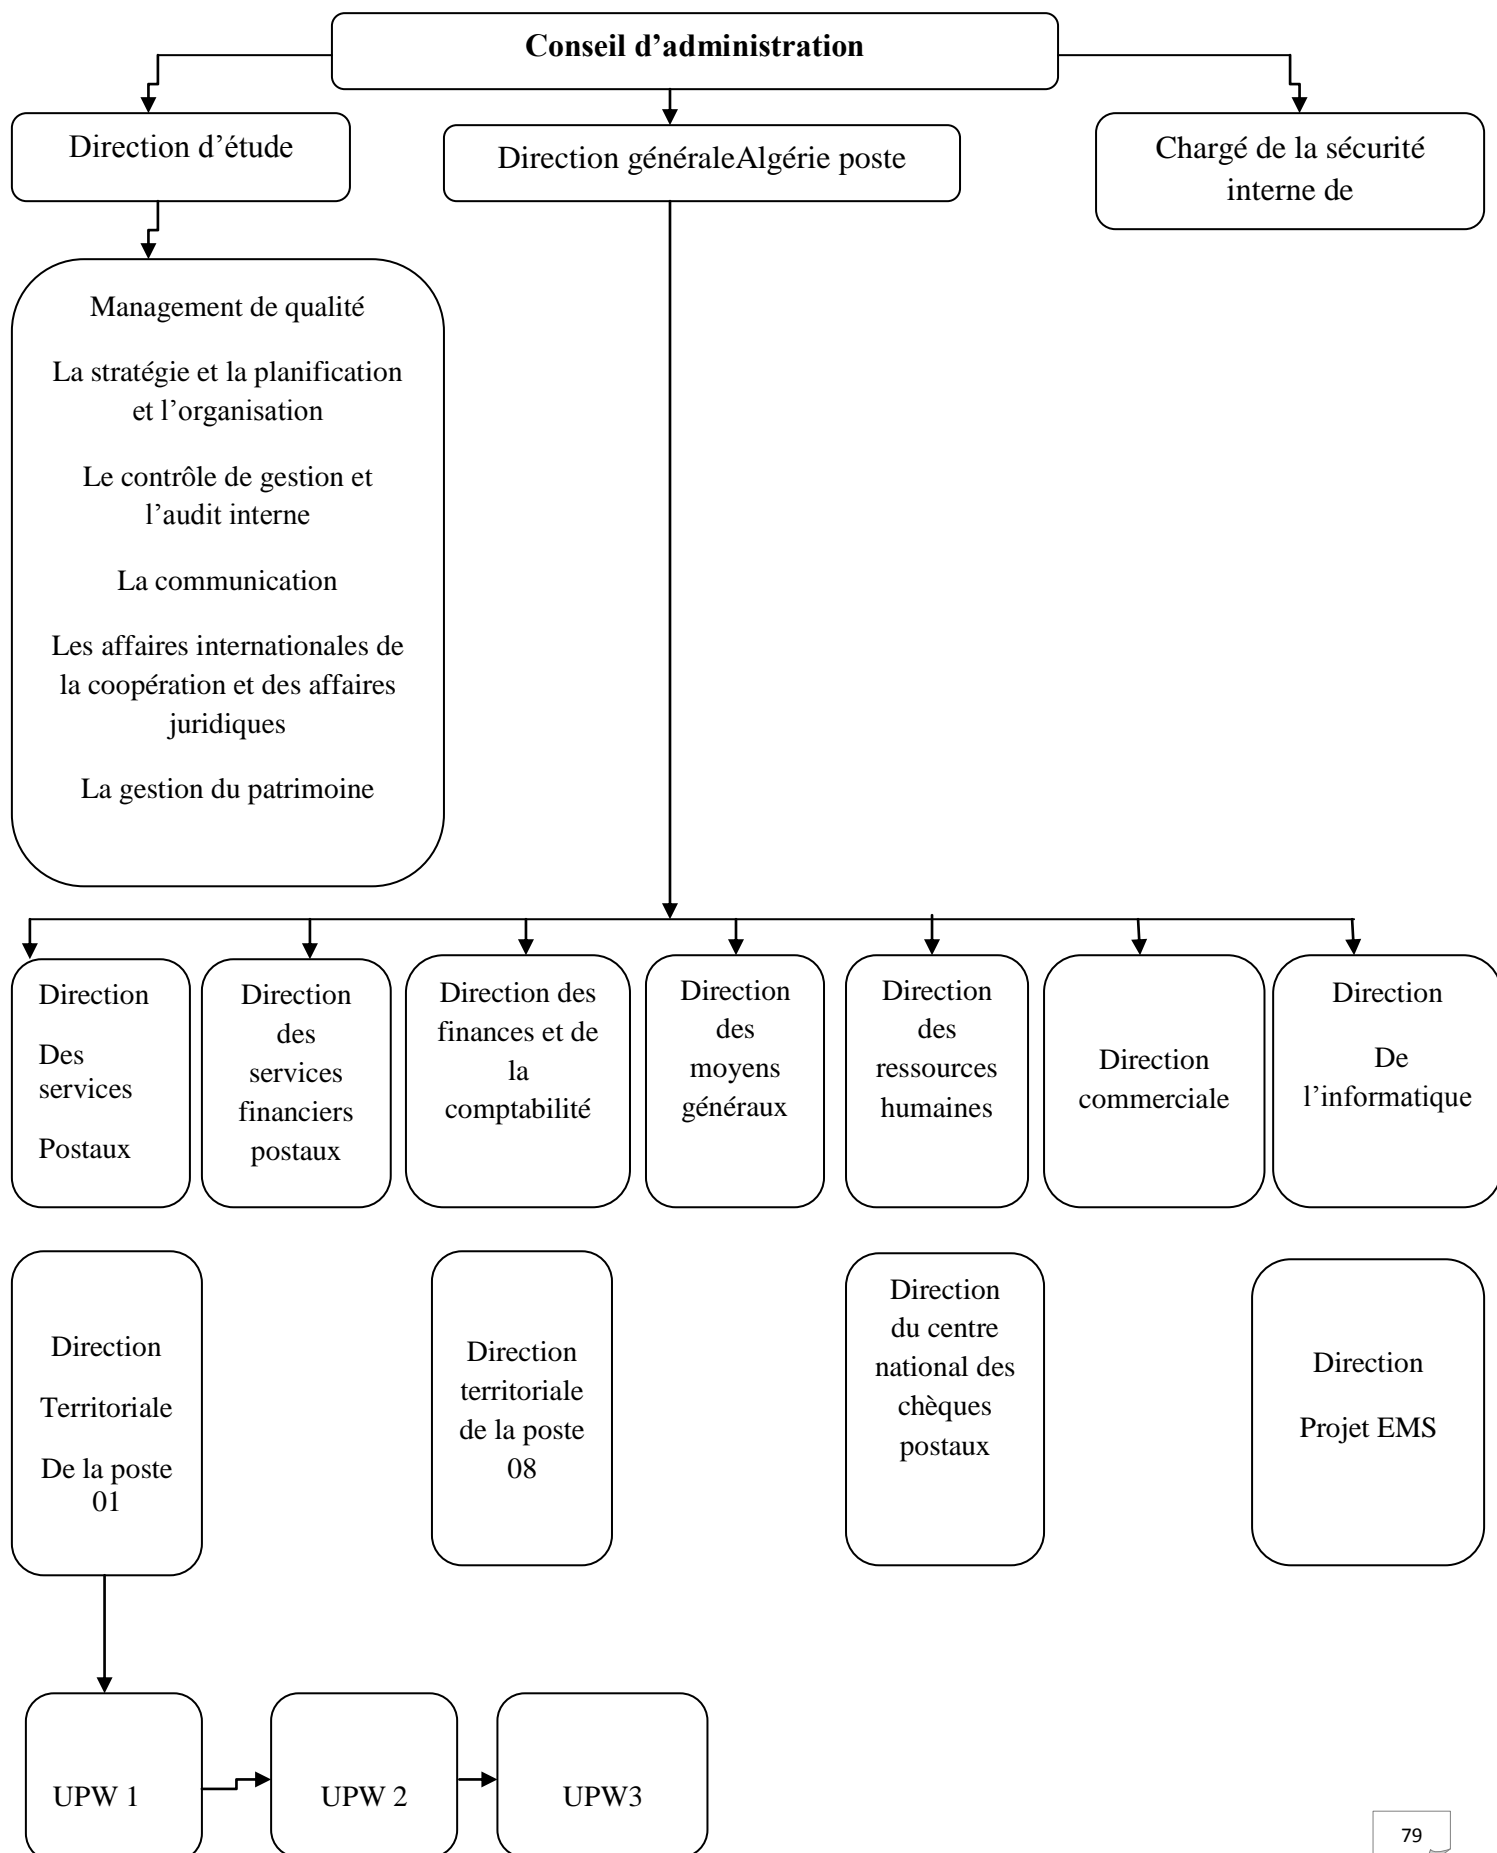 Conseil d’administration
Direction d’étude
Direction généraleAlgérie poste
Chargé de la sécurité
interne de
Management de qualité
La stratégie et la planification
et l’organisation
Le contrôle de gestion et
l’audit interne
La communication
Les affaires internationales de
la coopération et des affaires
juridiques
La gestion du patrimoine
Direction
Des
services
Postaux
Direction
des
services
financiers
postaux
Direction des
finances et de
la
comptabilité
Direction
des
moyens
généraux
Direction
des
ressources
humaines
Direction
commerciale
Direction
De
l’informatique
Direction
Territoriale
De la poste
01
Direction
territoriale
de la poste
08
Direction
du centre
national des
chèques
postaux
Direction
Projet EMS
UPW 1
UPW 2
UPW3
79